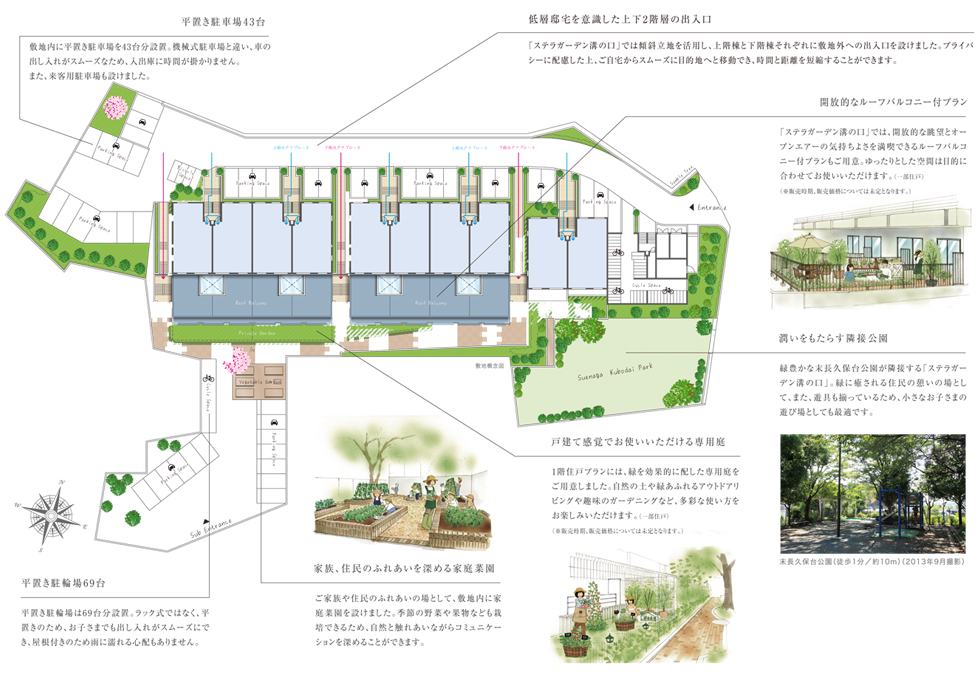 平置き駐車場43台
敷地内に平置き駐車場を43台分設置。機械式駐車場と違い、車の
出し入れがスムーズなため、入出庫に時間が掛かりません。
また、来客用駐車場も設けました。
低層邸宅を意識した上下2階層の出入口
「ステラガーデン溝の口」では傾斜立地を活用し、上階棟と下階棟それぞれに敷地外への出入口を設けました。プライバ
シーに配慮した上、ご自宅からスムーズに目的地へと移動でき、時間と距離を短縮することができます。
開放的なルーフバルコニー付プラン
「ステラガーデン溝の口」では、開放的な眺望とオー
プンエアーの気持ちよさを満喫できるルーフバルコ
ニー付プランもご用意。ゆったりとした空間は目的に
合わせてお使いいただけます。(一部住戸)
(※販売時期、販売価格については未定となります。)
Parking Space
Parking Space
Parking Space
Parking Space
Parking Space
Entrance
Cycle Space
Roof Balcony
Roof Balcony
Private Garden
敷地概念図
Suenaga Kubodai Park
Cycle Space
Parking Space
Parking Space
Sub Entrance
N
W
E
S
潤いをもたらす隣接公園
緑豊かな末長久保台公園が隣接する「ステラガー
デン溝の口」。緑に癒される住民の憩いの場とし
て、また、遊具も揃っているため、小さなお子さまの
遊び場としても最適です。
末長久保台公園(徒歩1分/約10m)(2013年9月撮影)
戸建て感覚でお使いいただける専用庭
1階住戸プランには、緑を効果的に配した専用庭を
ご用意しました。自然の土や緑あふれるアウトドアリ
ビングや趣味のガーデニングなど、多彩な使い方を
お楽しみいただけます。(一部住戸)
(※販売時期、販売価格については未定となります。)
家族、住民のふれあいを深める家庭菜園
ご家族や住民のふれあいの場として、敷地内に家
庭菜園を設けました。季節の野菜や果物なども栽
培できるため、自然と触れあいながらコミュニケー
ションを深めることができます。
平置き駐輪場69台
平置き駐輪場は69台分設置。ラック式ではなく、平
置きのため、お子さまでも出し入れがスムーズにで
き、屋根付きのため雨に濡れる心配もありません。